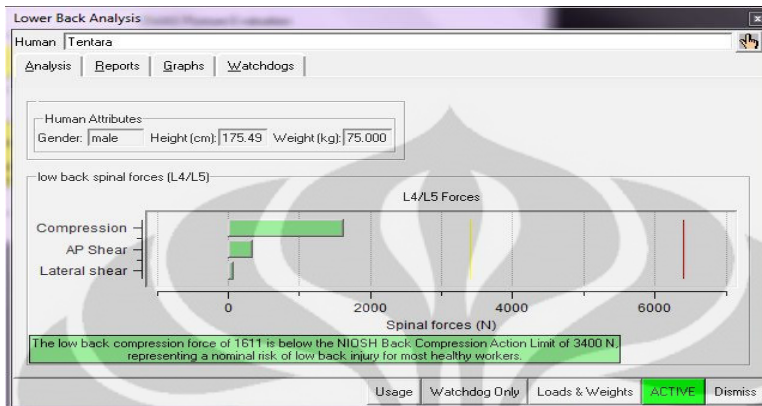 Lower Back Analysis
Human Tentara
Analysis Reports Graphs Watchdogs
Human Attributes
Gender: male Height (cm): 175.49 Weight (kg): 75.000
low back spinal forces (L4/L5)
L4/L5 Forces
Compression
AP Shear
Lateral shear
0 2000 4000 6000
Spinal forces (N)
The low back compression force of 1611 is below the NIOSH Back Compression Action Limit of 3400 N,
representing a nominal risk of low back injury for most healthy workers.
Usage Watchdog Only Loads & Weights ACTIVE Dismiss